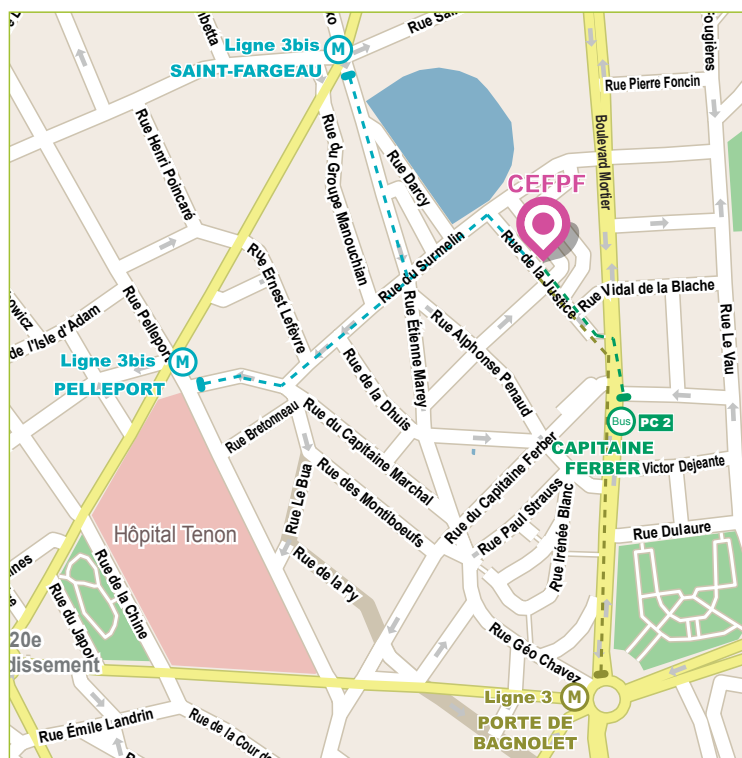 Ligne 3bis
M
SAINT-FARGEAU
Rue Pierre Foncin
Rue Henri Poincaré
Rue du Groupe Manouchian
Rue Darcy
Boulevard Mortier
CEFPF
Rue de la Justice
Rue du Surmelin
Rue Ernest Lefèvre
Rue Pelleport
de l'Isle d'Adam
Rue Vidal de la Blache
Rue Le Vau
Rue Étienne Marey
Rue Alphonse Penaud
Ligne 3bis
M
PELLEPORT
Rue de la Dhuis
Rue Bretonneau
Rue du Capitaine Marchal
Bus
PC 2
CAPITAINE
FERBER
Rue du Capitaine Ferber
Victor Dejeante
Rue des Montiboeufs
Rue Le Bua
Rue Paul Strauss
Rue Irénée Blanc
Hôpital Tenon
Rue Dulaure
Rue de la Py
Rue de la Chine
Rue du Japon
20e
dissement
Rue Géo Chavez
Ligne 3
M
PORTE DE
BAGNOLET
Rue Émile Landrin
Rue de la Cour de